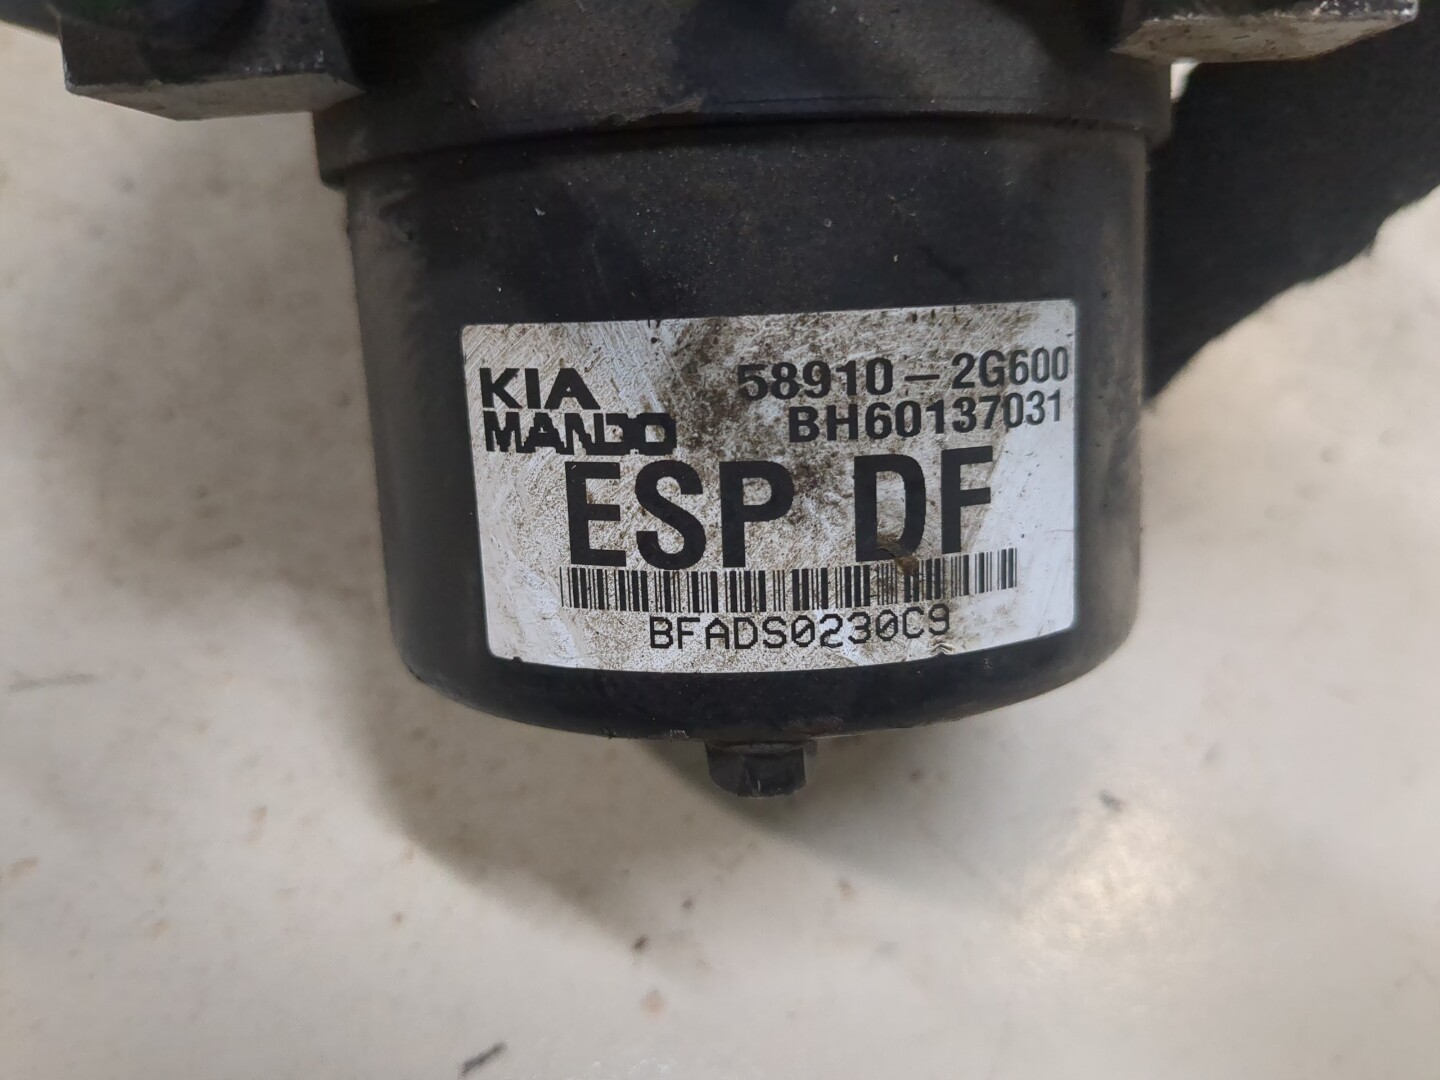 KIA 58910-2G600
MANDO BH60137031
ESP DF
BFADS0230C9